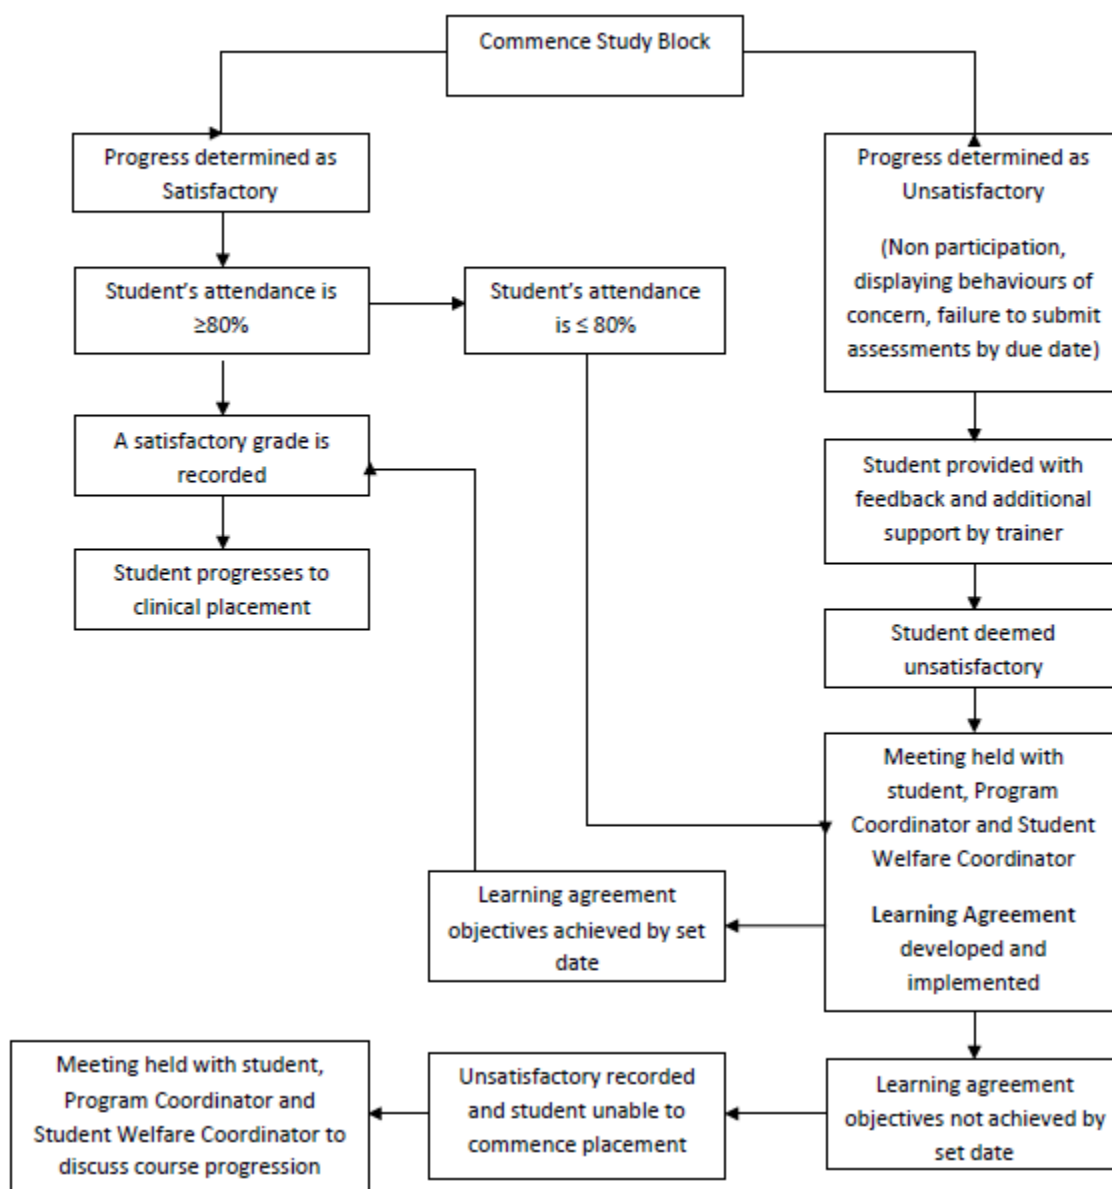 Commence Study Block
Progress determined as
Satisfactory
Progress determined as
Unsatisfactory
(Non participation,
displaying behaviours of
concern, failure to submit
assessments by due date)
Student's attendance is
≥80%
Student's attendance
is ≤ 80%
A satisfactory grade is
recorded
Student provided with
feedback and additional
support by trainer
Student progresses to
clinical placement
Student deemed
unsatisfactory
Meeting held with
student, Program
Coordinator and Student
Welfare Coordinator
Learning Agreement
developed and
implemented
Learning agreement
objectives achieved by set
date
Learning agreement
objectives not achieved by
set date
Unsatisfactory recorded
and student unable to
commence placement
Meeting held with student,
Program Coordinator and
Student Welfare Coordinator to
discuss course progression